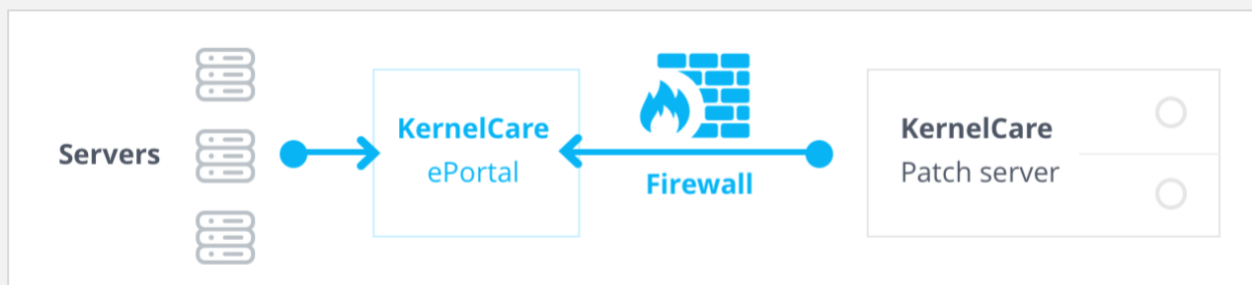 Servers
KernelCare
ePortal
Firewall
KernelCare
Patch server